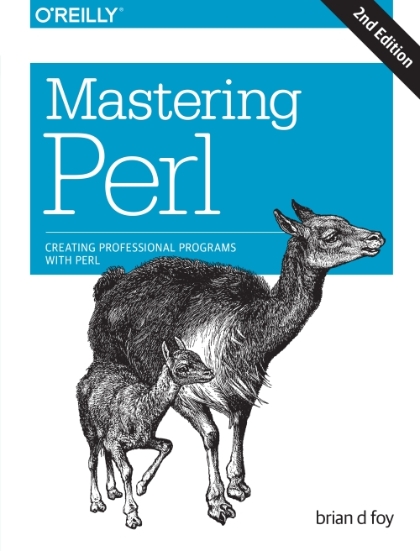 O'REILLY®
2nd Edition
Mastering
Perl
CREATING PROFESSIONAL PROGRAMS
WITH PERL
brian d foy